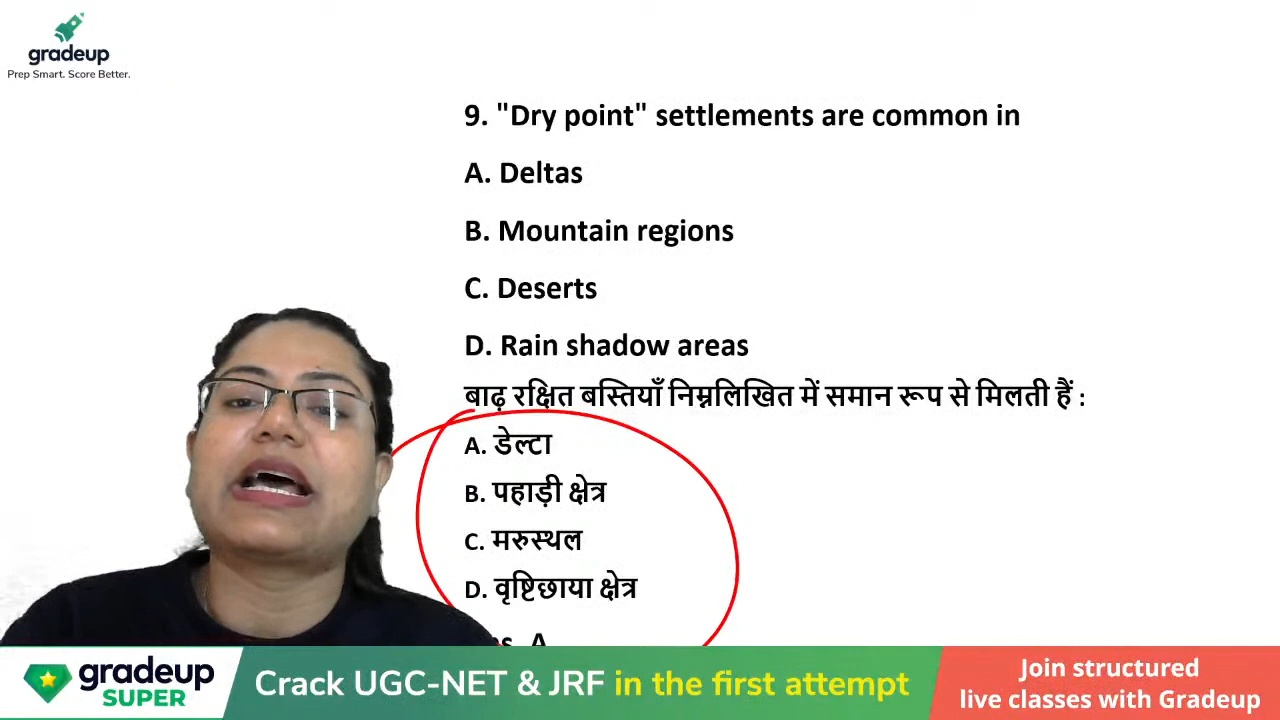 gradeup
Prep Smart. Score Better.
9. "Dry point" settlements are common in
A. Deltas
B. Mountain regions
C. Deserts
D. Rain shadow areas
बाढ़ रक्षित बस्तियाँ निम्नलिखित में समान रूप से मिलती हैं :
A. डेल्टा
B. पहाड़ी क्षेत्र
C. मरुस्थल
D. वृष्टिछाया क्षेत्र
A
gradeup
SUPER
Crack UGC-NET & JRF in the first attempt
Join structured
live classes with Gradeup